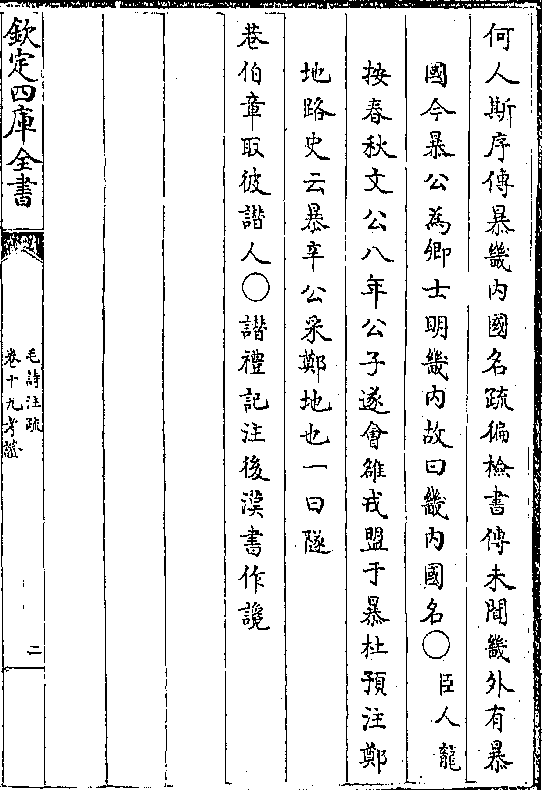 何人斯序傳暴畿内國名疏徧檢書傳未聞畿外有暴
國今暴公為卿士明畿内故曰畿内國名○臣人龍
按春秋文公八年公子遂會雒戎盟于暴杜預注鄭
地路史云暴辛公采鄭地也一曰隧
巷伯章取彼譖人○譖禮記注後漢書作讒
欽定四庫全書
毛詩注疏
卷十九考證
二